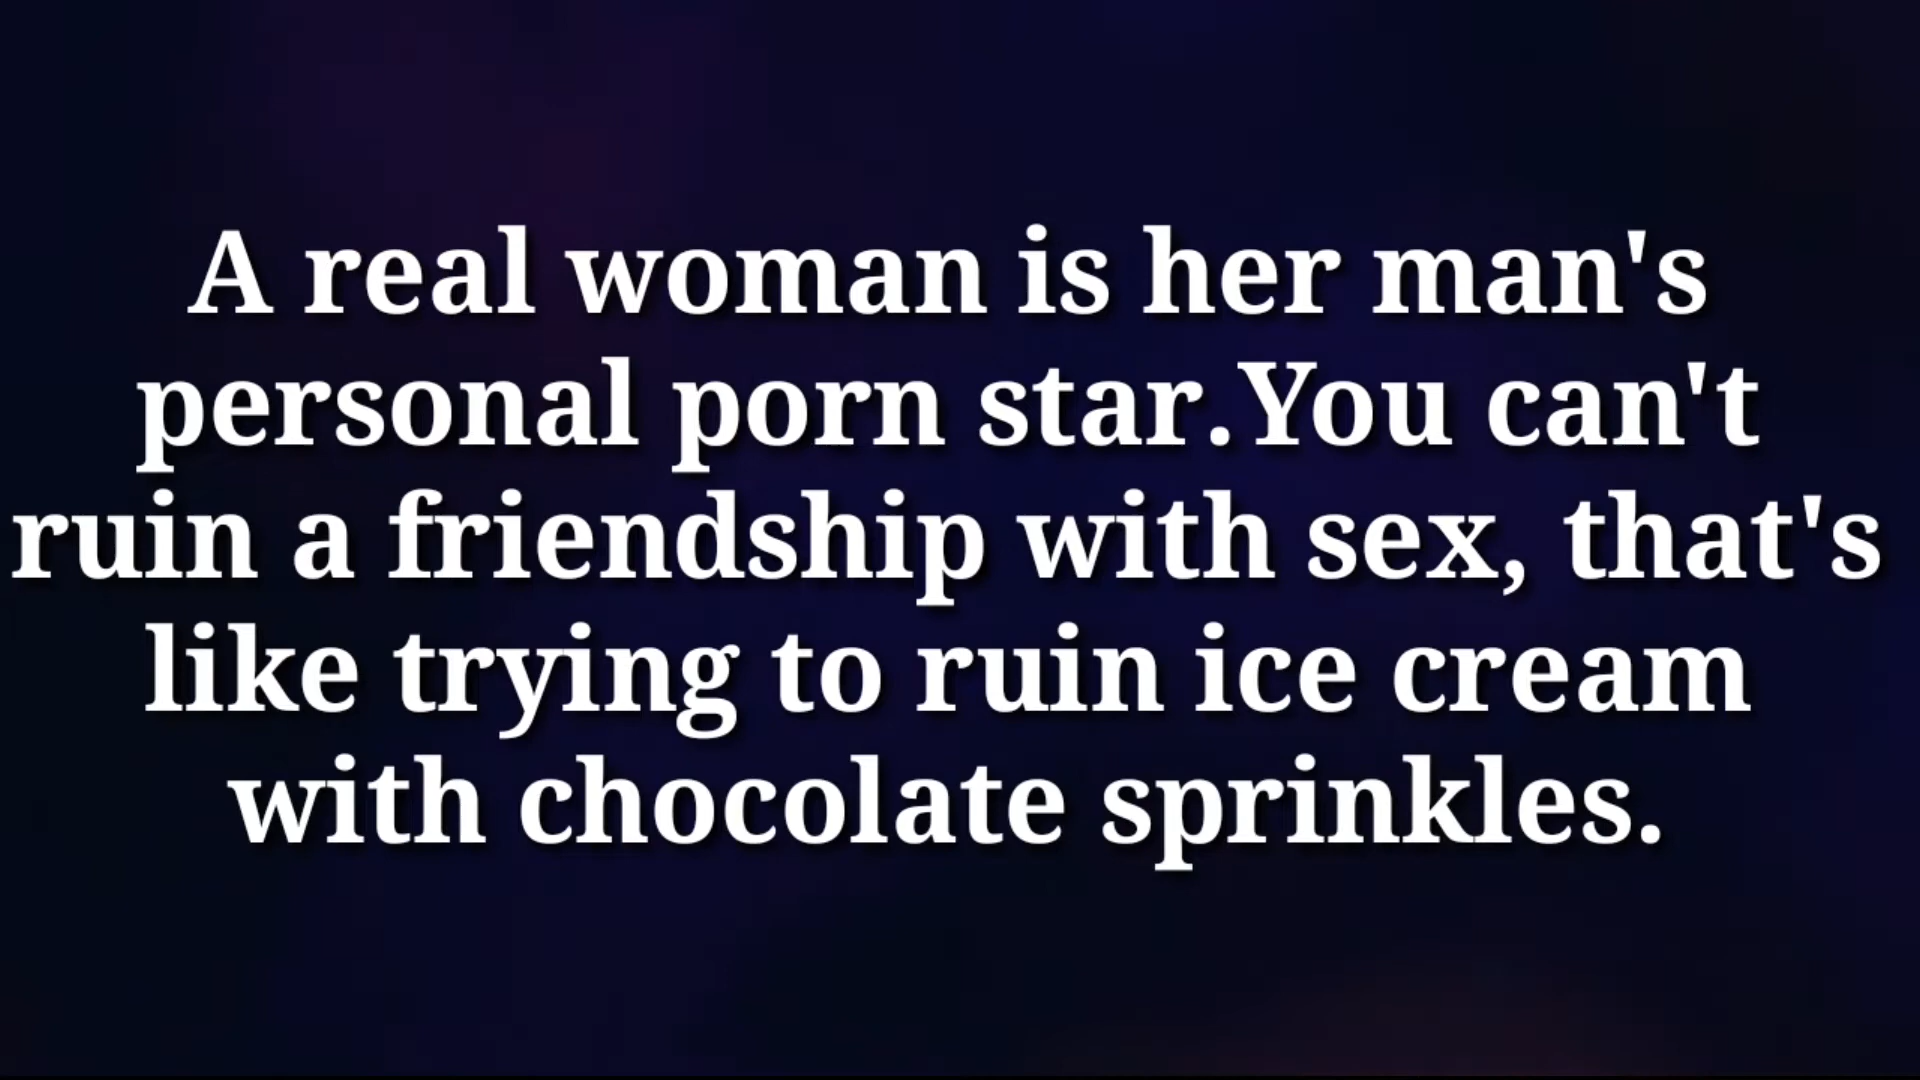 A real woman is her man's
personal porn star.You can't
ruin a friendship with sex, that's
like trying to ruin ice cream
with chocolate sprinkles.